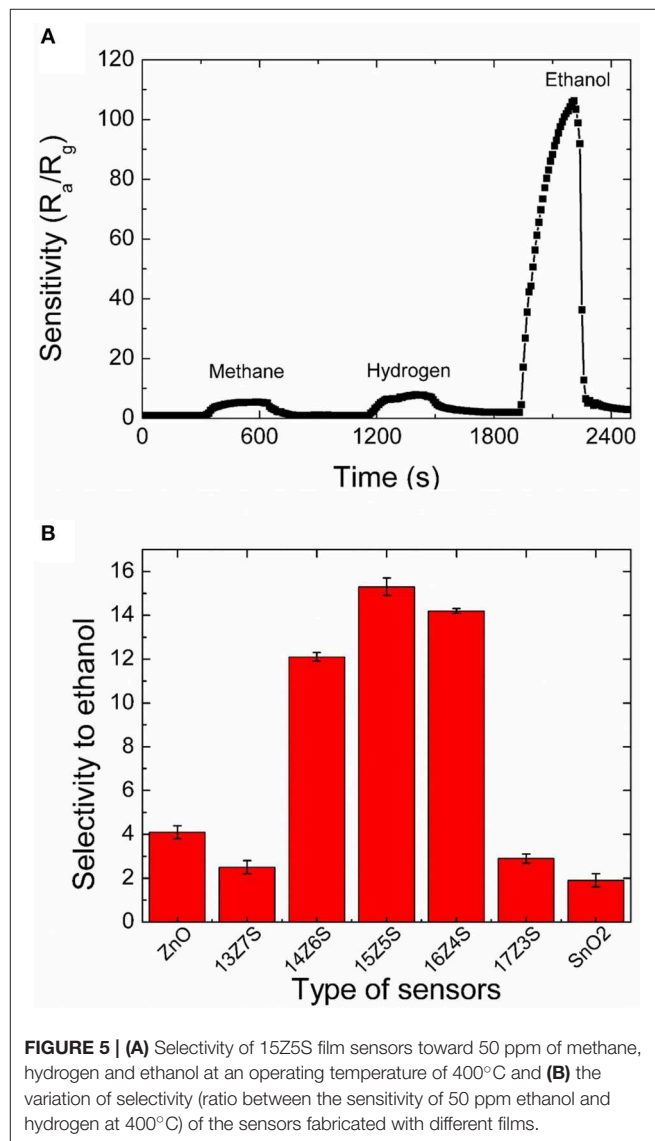 A
120
100
80
60
40
20
0
Sensitivity (Ra/Rg)
Methane
Hydrogen
Ethanol
0 600 1200 1800 2400
Time (s)
B
16
14
12
10
8
6
4
2
0
Selectivity to ethanol
ZnO 13Z7S 14Z6S 15Z5S 16Z4S 17Z3S SnO2
Type of sensors
FIGURE 5 | (A) Selectivity of 15Z5S film sensors toward 50 ppm of methane,
hydrogen and ethanol at an operating temperature of 400°C and (B) the
variation of selectivity (ratio between the sensitivity of 50 ppm ethanol and
hydrogen at 400°C) of the sensors fabricated with different films.